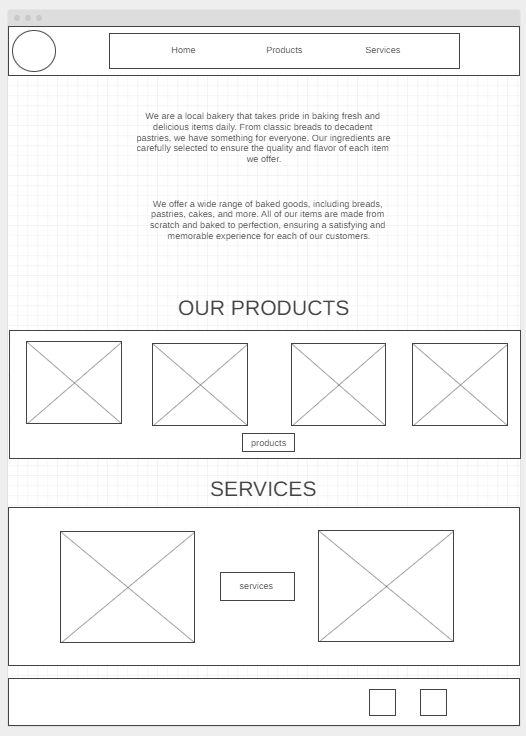 Home Products Services
We are a local bakery that takes pride in baking fresh and
delicious items daily. From classic breads to decadent
pastries, we have something for everyone. Our ingredients are
carefully selected to ensure the quality and flavor of each item
we offer.
We offer a wide range of baked goods, including breads,
pastries, cakes, and more. All of our items are made from
scratch and baked to perfection, ensuring a satisfying and
memorable experience for each of our customers.
OUR PRODUCTS
products
SERVICES
services